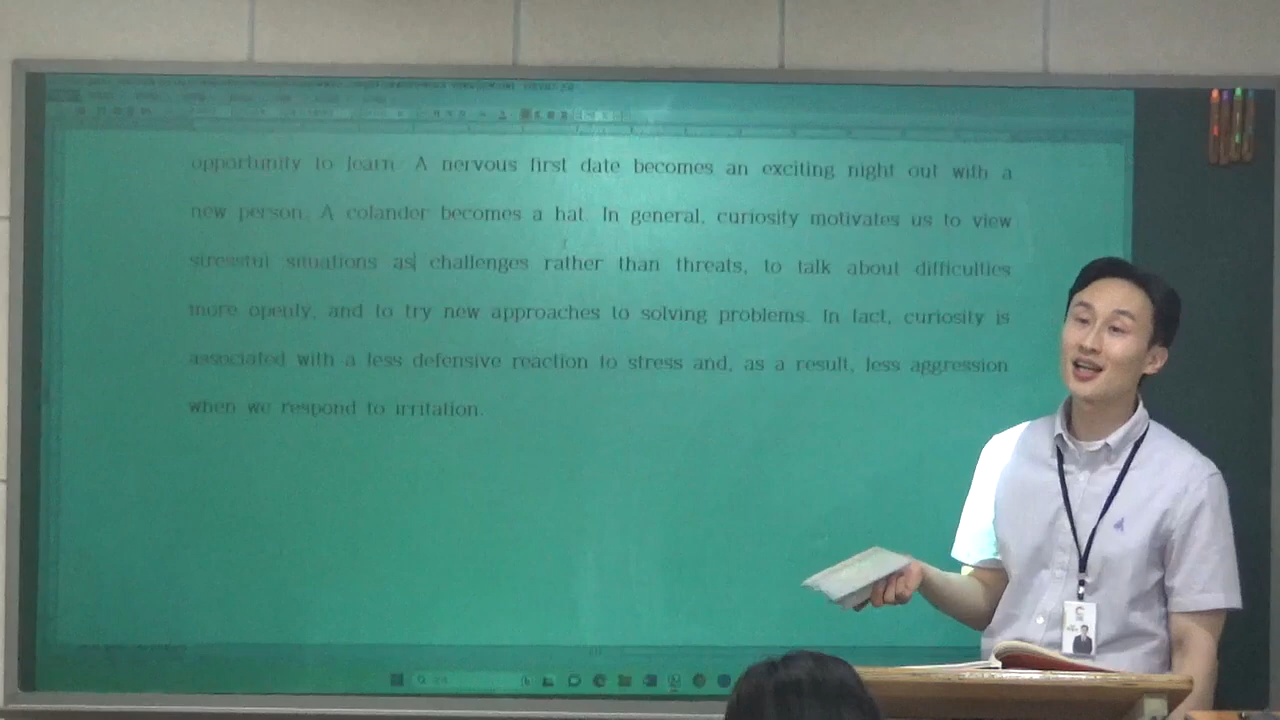 opportunity to learn. A nervous first date becomes an exciting night out with a
new person. A colander becomes a hat. In general, curiosity motivates us to view
stressful situations as challenges rather than threats, to talk about difficulties
more openly, and to try new approaches to solving problems. In fact, curiosity is
associated with a less defensive reaction to stress and, as a result, less aggression
when we respond to irritation.